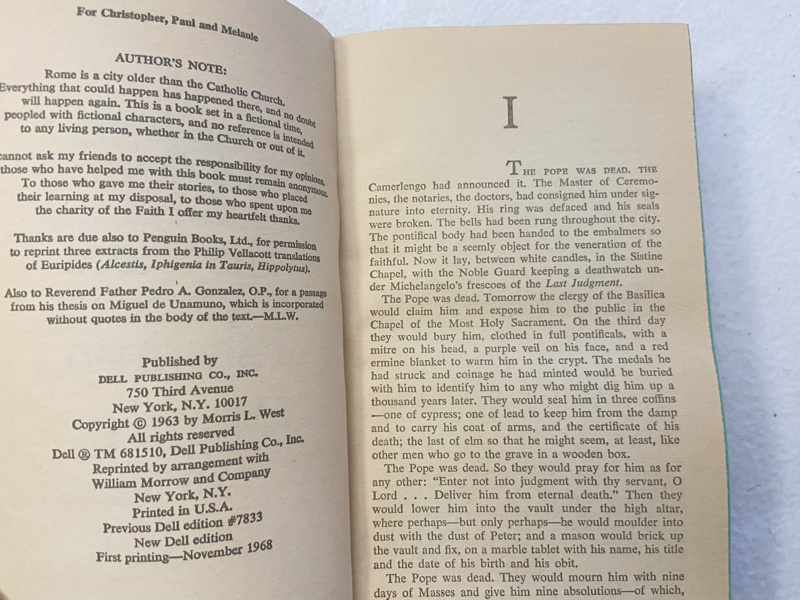 For Christopher, Paul and Melanie
AUTHOR'S NOTE:
Rome is a city older than the Catholic Church.
Everything that could happen has happened there, and no doubt
will happen again. This is a book set in a fictional time,
peopled with fictional characters, and no reference is intended
to any living person, whether in the Church or out of it.
cannot ask my friends to accept the responsibility for my opinions.
those who have helped me with this book must remain anonymous.
To those who gave me their stories, to those who placed
their learning at my disposal, to those who spent upon me
the charity of the Faith I offer my heartfelt thanks.
Thanks are due also to Penguin Books, Ltd., for permission
to reprint three extracts from the Philip Vellacott translations
of Euripides (Alcestis, Iphigenia in Tauris, Hippolytus).
Also to Reverend Father Pedro A. Gonzalez, O.P., for a passage
from his thesis on Miguel de Unamuno, which is incorporated
without quotes in the body of the text.—M.L.W.
Published by
DELL PUBLISHING CO., INC.
750 Third Avenue
New York, N.Y. 10017
Copyright © 1963 by Morris L. West
All rights reserved
Dell ® TM 681510, Dell Publishing Co., Inc.
Reprinted by arrangement with
William Morrow and Company
New York, N.Y.
Printed in U.S.A.
Previous Dell edition #7833
New Dell edition
First printing—November 1968
I
THE POPE WAS DEAD. THE
Camerlengo had announced it. The Master of Ceremo-
nies, the notaries, the doctors, had consigned him under sig-
nature into eternity. His ring was defaced and his seals
were broken. The bells had been rung throughout the city.
The pontifical body had been handed to the embalmers so
that it might be a seemly object for the veneration of the
faithful. Now it lay, between white candles, in the Sistine
Chapel, with the Noble Guard keeping a deathwatch un-
der Michelangelo's frescoes of the Last Judgment.
The Pope was dead. Tomorrow the clergy of the Basilica
would claim him and expose him to the public in the
Chapel of the Most Holy Sacrament. On the third day
they would bury him, clothed in full pontificals, with a
mitre on his head, a purple veil on his face, and a red
ermine blanket to warm him in the crypt. The medals he
had struck and coinage he had minted would be buried
with him to identify him to any who might dig him up a
thousand years later. They would seal him in three coffins
—one of cypress; one of lead to keep him from the damp
and to carry his coat of arms, and the certificate of his
death; the last of elm so that he might seem, at least, like
other men who go to the grave in a wooden box.
The Pope was dead. So they would pray for him as for
any other: "Enter not into judgment with thy servant, O
Lord . . . Deliver him from eternal death." Then they
would lower him into the vault under the high altar,
where perhaps—but only perhaps—he would moulder into
dust with the dust of Peter; and a mason would brick up
the vault and fix, on a marble tablet with his name, his title
and the date of his birth and his obit.
The Pope was dead. They would mourn him with nine
days of Masses and give him nine absolutions—of which,